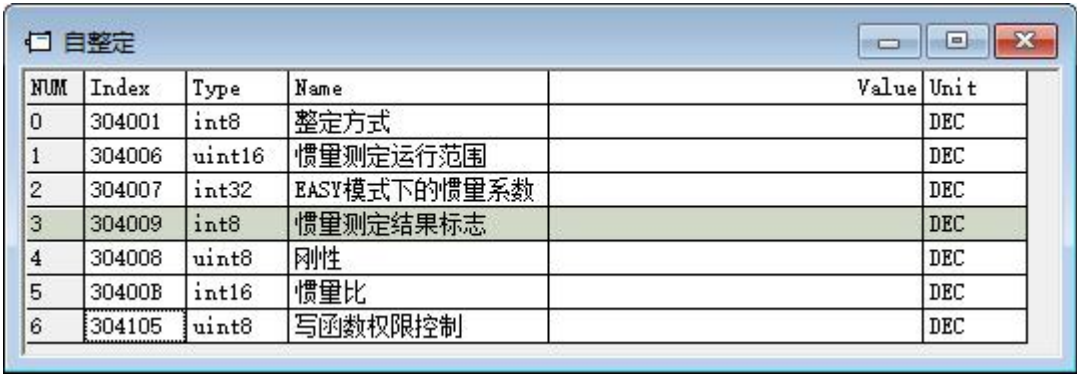 自整定
NUM Index Type Name Value Unit
0 304001 int8 整定方式 DEC
1 304006 uint16 惯量测定运行范围 DEC
2 304007 int32 EASY模式下的惯量系数 DEC
3 304009 int8 惯量测定结果标志 DEC
4 304008 uint8 刚性 DEC
5 30400B int16 惯量比 DEC
6 304105 uint8 写函数权限控制 DEC